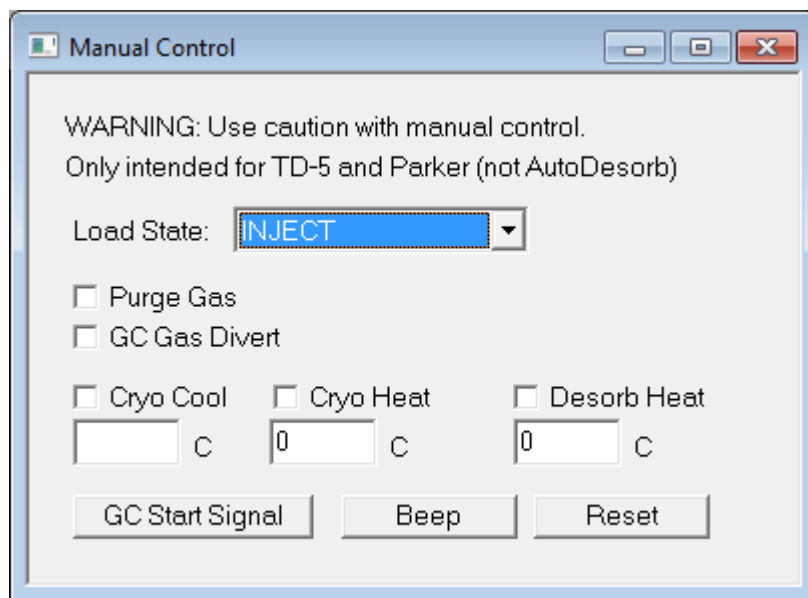 Manual Control
WARNING: Use caution with manual control.
Only intended for TD-5 and Parker (not AutoDesorb)
Load State: INJECT
Purge Gas
GC Gas Divert
Cryo Cool Cryo Heat Desorb Heat
C 0 C 0 C
GC Start Signal Beep Reset